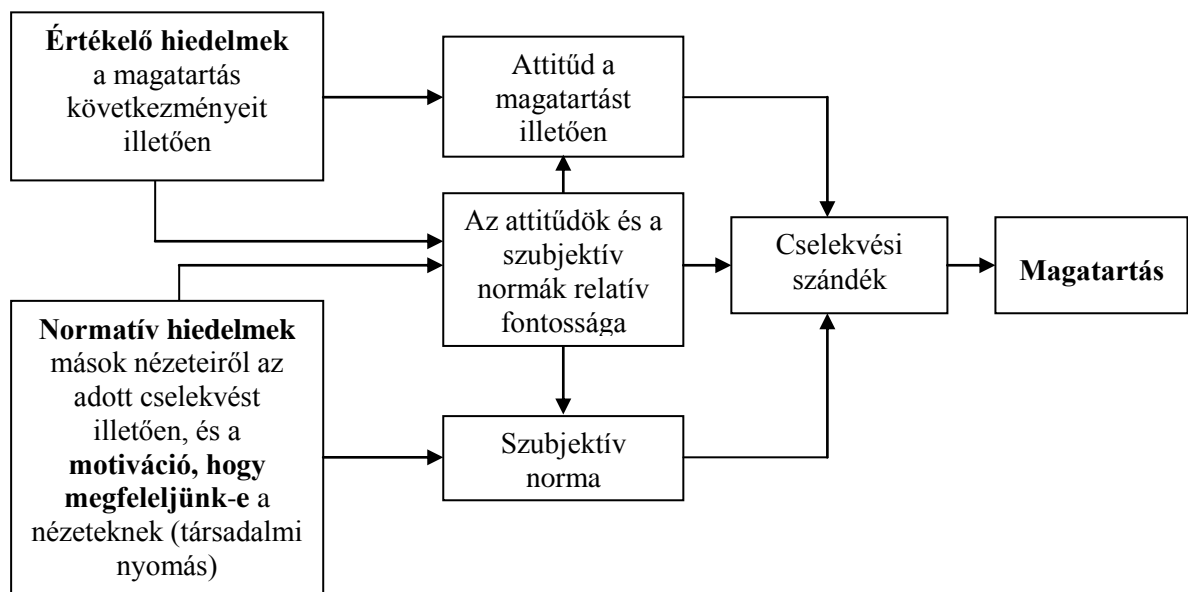 Értékelő hiedelmek
a magatartás
következményeit
illetően
Attitűd a
magatartást
illetően
Az attitűdök és a
szubjektív
normák relatív
fontossága
Cselekvési
szándék
Magatartás
Normatív hiedelmek
mások nézeteiről az
adott cselekvést
illetően, és a
motiváció, hogy
megfeleljünk-e a
nézeteknek (társadalmi
nyomás)
Szubjektív
norma